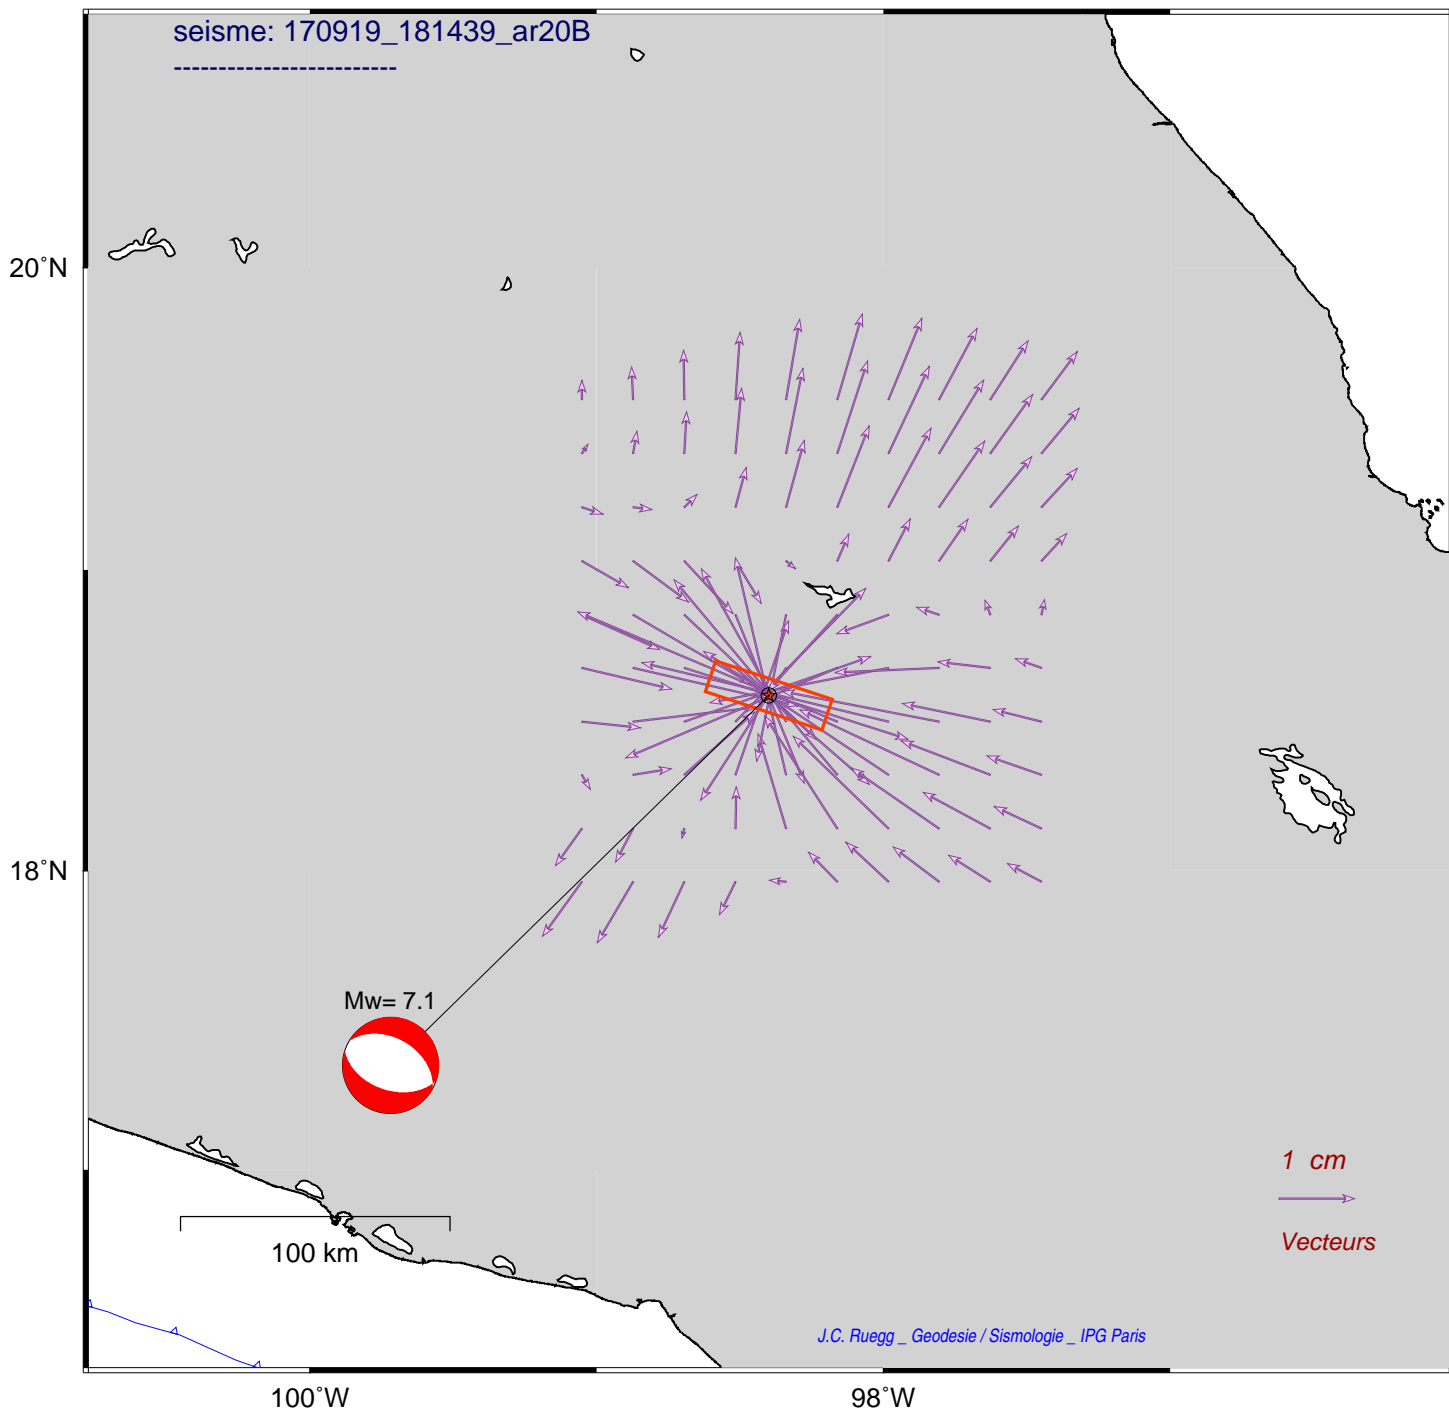 seisme: 170919_181439_ar20B
-------------------------
20˚N
18˚N
Mw= 7.1
1 cm
Vecteurs
100 km
J.C. Ruegg _ Geodesie / Sismologie _ IPG Paris
100˚W
98˚W